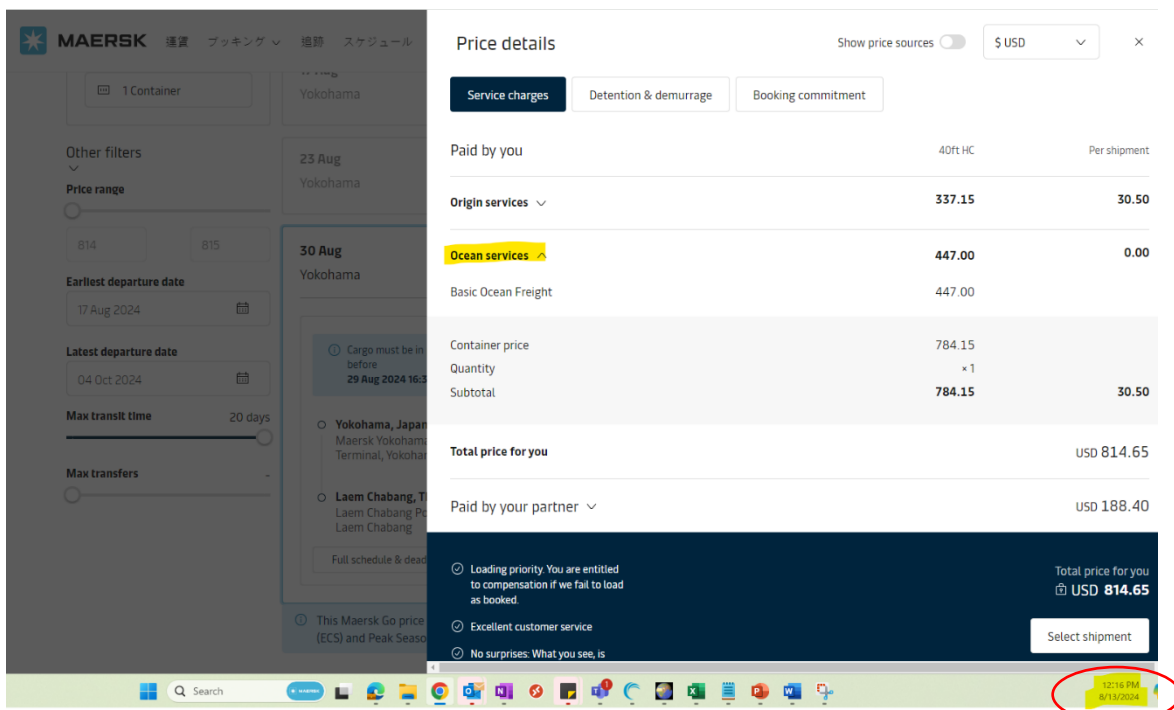 MAERSK 運賃 ブッキング 追跡 スケジュール
1 Container
Other filters
Price range
814 815
Earliest departure date
17 Aug 2024
Latest departure date
04 Oct 2024
Max transit time 20 days
Max transfers -
Yokohama
23 Aug
Yokohama
30 Aug
Yokohama
Cargo must be in
before
29 Aug 2024 16:3
Yokohama, Japan
Maersk Yokohama
Terminal, Yokohar
Laem Chabang, T
Laem Chabang Po
Laem Chabang
Full schedule & dead
This Maersk Go price
(ECS) and Peak Seaso
Price details
Show price sources
$ USD
Service charges
Detention & demurrage
Booking commitment
Paid by you 40ft HC Per shipment
Origin services 337.15 30.50
Ocean services 447.00 0.00
Basic Ocean Freight 447.00
Container price 784.15
Quantity ×1
Subtotal 784.15 30.50
Total price for you USD 814.65
Paid by your partner USD 188.40
Loading priority. You are entitled
to compensation if we fail to load
as booked.
Excellent customer service
No surprises: What you see, is
Total price for you
USD 814.65
Select shipment
Search
12:16 PM
8/13/2024